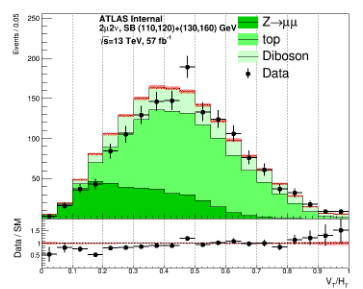 ATLAS Internal
2μ2ν, SB (110,120)+(130,160) GeV
√s=13 TeV, 57 fb⁻¹
Z→μμ
top
Diboson
Data
Events / 0.05
250
200
150
100
50
Data / SM
1.5
1
0.5
0 0.1 0.2 0.3 0.4 0.5 0.6 0.7 0.8 0.9
V_T/H_T